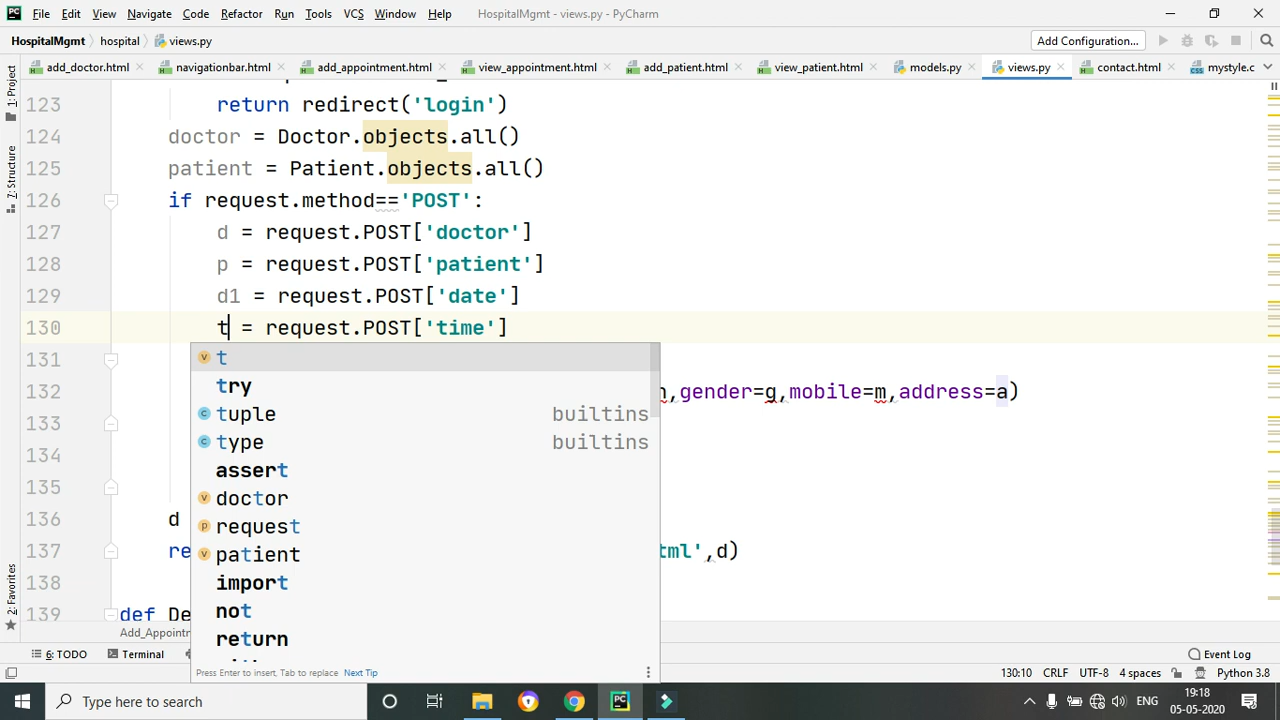 File Edit View Navigate Code Refactor Run Tools VCS Window Help HospitalMgmt - views.py - PyCharm
HospitalMgmt hospital views.py Add Configuration...
add_doctor.html navigationbar.html add_appointment.html view_appointment.html add_patient.html view_patient.html models.py views.py contact.html mystyle.c
1: Project
7: Structure
2: Favorites
123 return redirect('login')
124 doctor = Doctor.objects.all()
125 patient = Patient.objects.all()
126 if request.method=='POST':
127 d = request.POST['doctor']
128 p = request.POST['patient']
129 d1 = request.POST['date']
130 t = request.POST['time']
131
132 ,gender=g,mobile=m,address=a)
133
134
135
136 d
137 re tml',d)
138
139 def De
t
try
tuple builtins
type builtins
assert
doctor
request
patient
import
not
return
Press Enter to insert, Tab to replace Next Tip
Add_Appointm
6: TODO Terminal Event Log
130:10 CRLF UTF-8 4 spaces Python 3.8
Type here to search ENG 19:18
05-05-2020